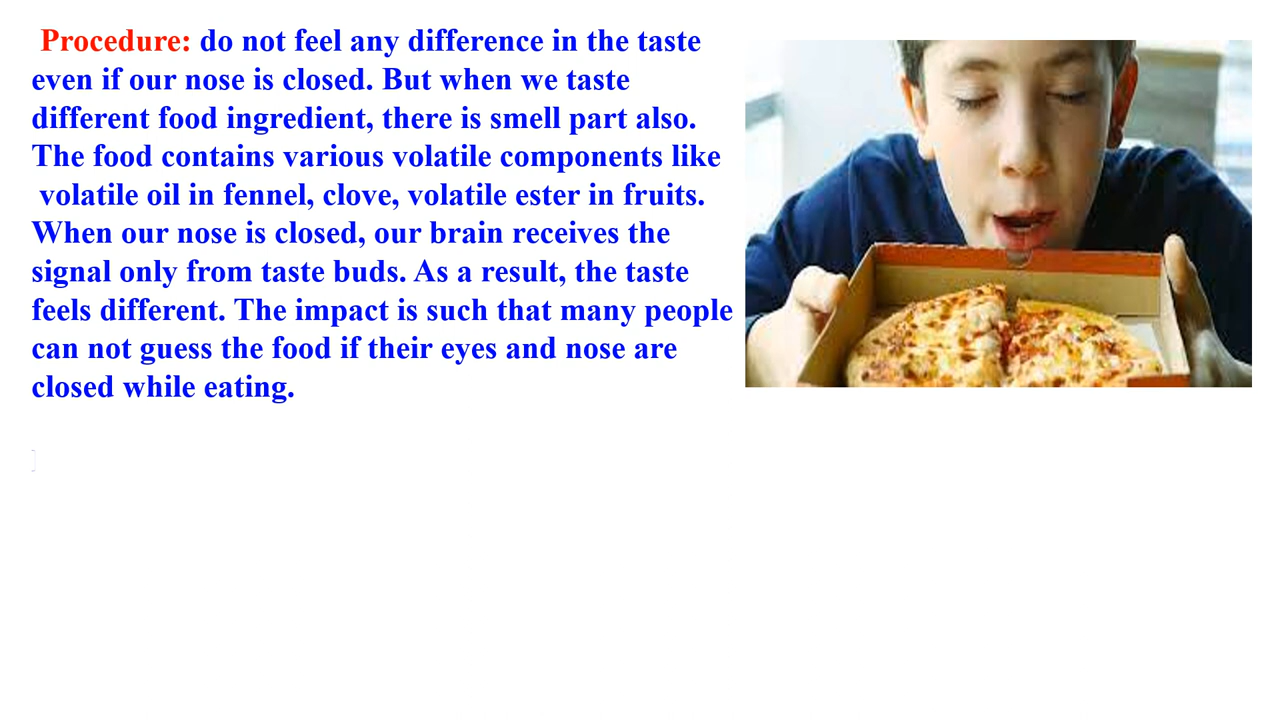 Procedure: do not feel any difference in the taste
even if our nose is closed. But when we taste
different food ingredient, there is smell part also.
The food contains various volatile components like
volatile oil in fennel, clove, volatile ester in fruits.
When our nose is closed, our brain receives the
signal only from taste buds. As a result, the taste
feels different. The impact is such that many people
can not guess the food if their eyes and nose are
closed while eating.